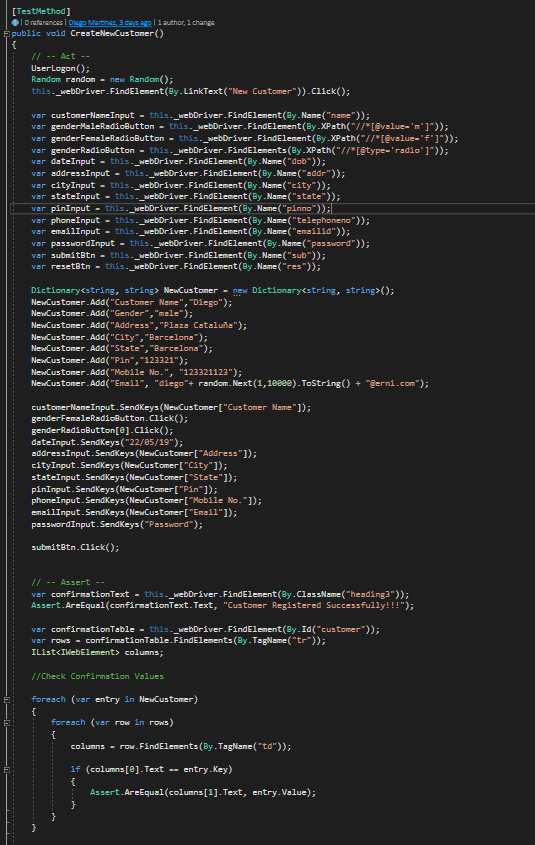 [TestMethod]
| 0 references | Diego Martinez, 3 days ago | 1 author, 1 change
public void CreateNewCustomer()
{
// -- Act --
UserLogon();
Random random = new Random();
this._webDriver.FindElement(By.LinkText("New Customer")).Click();
var customerNameInput = this._webDriver.FindElement(By.Name("name"));
var genderMaleRadioButton = this._webDriver.FindElement(By.XPath("//*[@value='m']"));
var genderFemaleRadioButton = this._webDriver.FindElement(By.XPath("//*[@value='f']"));
var genderRadioButton = this._webDriver.FindElements(By.XPath("//*[@type='radio']"));
var dateInput = this._webDriver.FindElement(By.Name("dob"));
var addressInput = this._webDriver.FindElement(By.Name("addr"));
var cityInput = this._webDriver.FindElement(By.Name("city"));
var stateInput = this._webDriver.FindElement(By.Name("state"));
var pinInput = this._webDriver.FindElement(By.Name("pinno"));
var phoneInput = this._webDriver.FindElement(By.Name("telephoneno"));
var emailInput = this._webDriver.FindElement(By.Name("emailid"));
var passwordInput = this._webDriver.FindElement(By.Name("password"));
var submitBtn = this._webDriver.FindElement(By.Name("sub"));
var resetBtn = this._webDriver.FindElement(By.Name("res"));
Dictionary<string, string> NewCustomer = new Dictionary<string, string>();
NewCustomer.Add("Customer Name","Diego");
NewCustomer.Add("Gender","male");
NewCustomer.Add("Address","Plaza Cataluña");
NewCustomer.Add("City","Barcelona");
NewCustomer.Add("State","Barcelona");
NewCustomer.Add("Pin","123321");
NewCustomer.Add("Mobile No.", "123321123");
NewCustomer.Add("Email", "diego"+ random.Next(1,10000).ToString() + "@erni.com");
customerNameInput.SendKeys(NewCustomer["Customer Name"]);
genderFemaleRadioButton.Click();
genderRadioButton[0].Click();
dateInput.SendKeys("22/05/19");
addressInput.SendKeys(NewCustomer["Address"]);
cityInput.SendKeys(NewCustomer["City"]);
stateInput.SendKeys(NewCustomer["State"]);
pinInput.SendKeys(NewCustomer["Pin"]);
phoneInput.SendKeys(NewCustomer["Mobile No."]);
emailInput.SendKeys(NewCustomer["Email"]);
passwordInput.SendKeys("Password");
submitBtn.Click();
// -- Assert --
var confirmationText = this._webDriver.FindElement(By.ClassName("heading3"));
Assert.AreEqual(confirmationText.Text, "Customer Registered Successfully!!!");
var confirmationTable = this._webDriver.FindElement(By.Id("customer"));
var rows = confirmationTable.FindElements(By.TagName("tr"));
IList<IWebElement> columns;
//Check Confirmation Values
foreach (var entry in NewCustomer)
{
foreach (var row in rows)
{
columns = row.FindElements(By.TagName("td"));
if (columns[0].Text == entry.Key)
{
Assert.AreEqual(columns[1].Text, entry.Value);
}
}
}